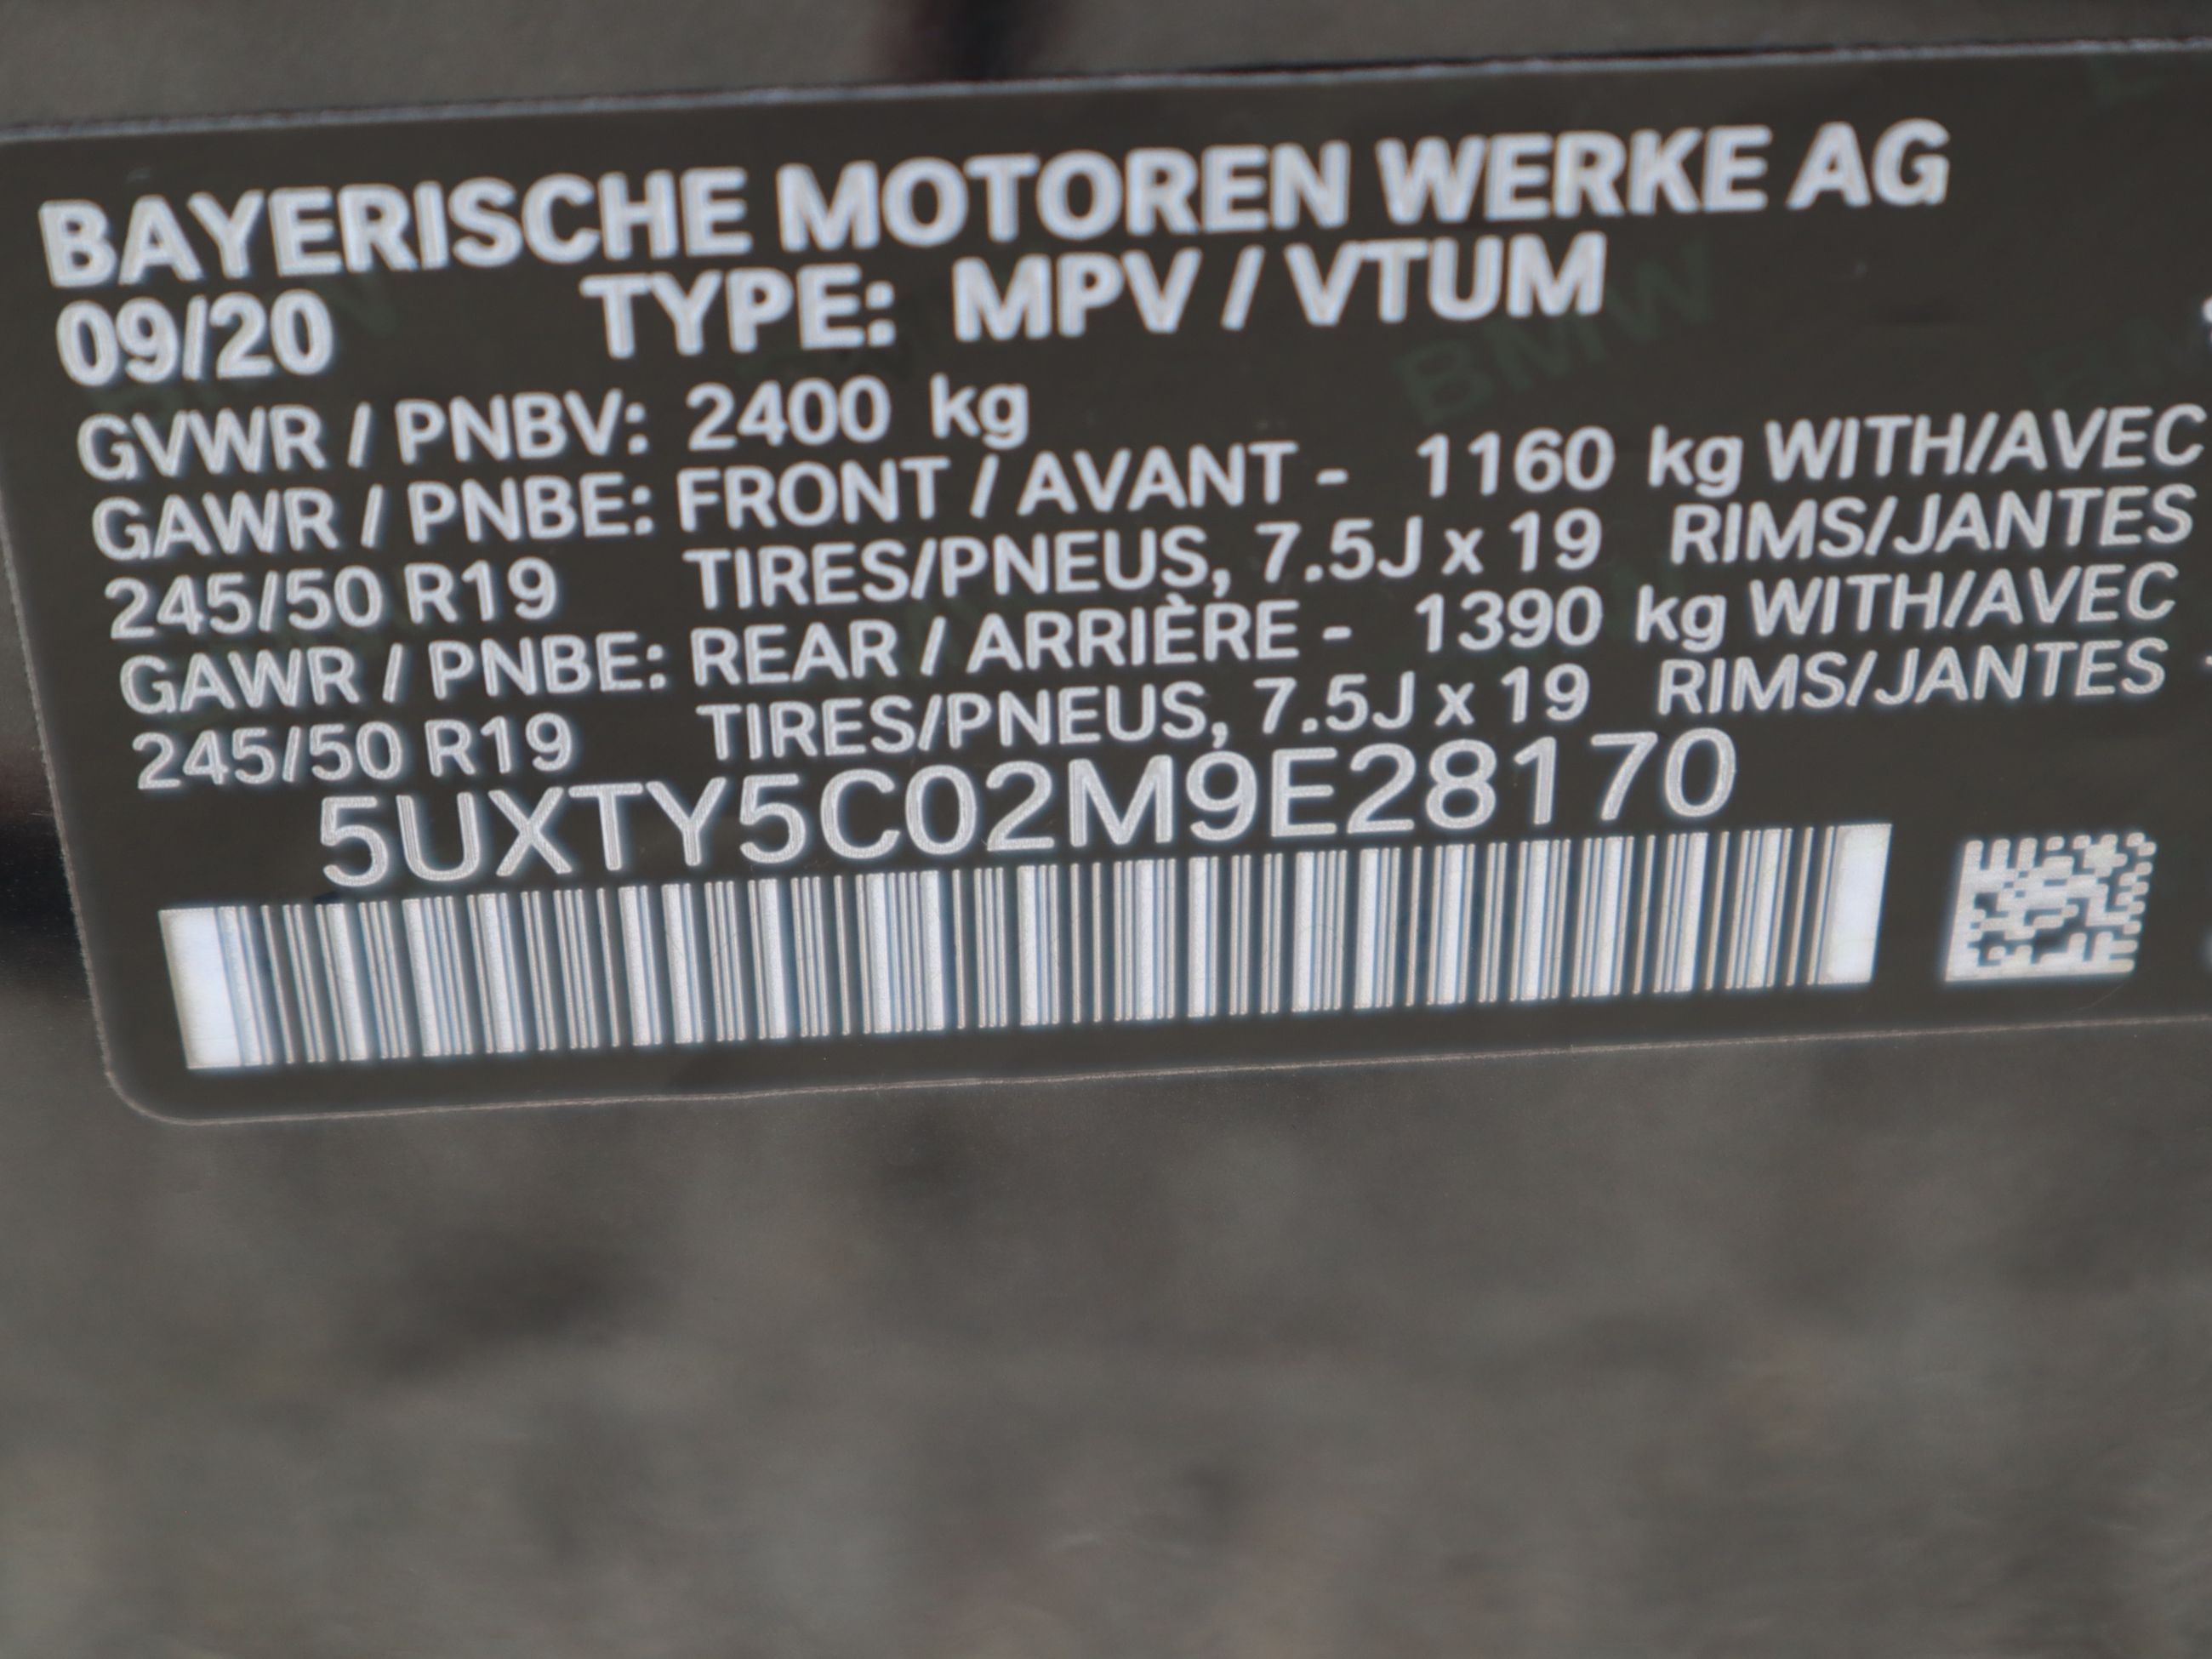 BAYERISCHE MOTOREN WERKE AG
09/20 TYPE: MPV / VTUM
GVWR / PNBV: 2400 kg
GAWR / PNBE: FRONT / AVANT - 1160 kg WITH/AVEC
245/50 R19 TIRES/PNEUS, 7.5J x 19 RIMS/JANTES
GAWR / PNBE: REAR / ARRIÈRE - 1390 kg WITH/AVEC
245/50 R19 TIRES/PNEUS, 7.5J x 19 RIMS/JANTES
5UXTY5C02M9E28170
BMW